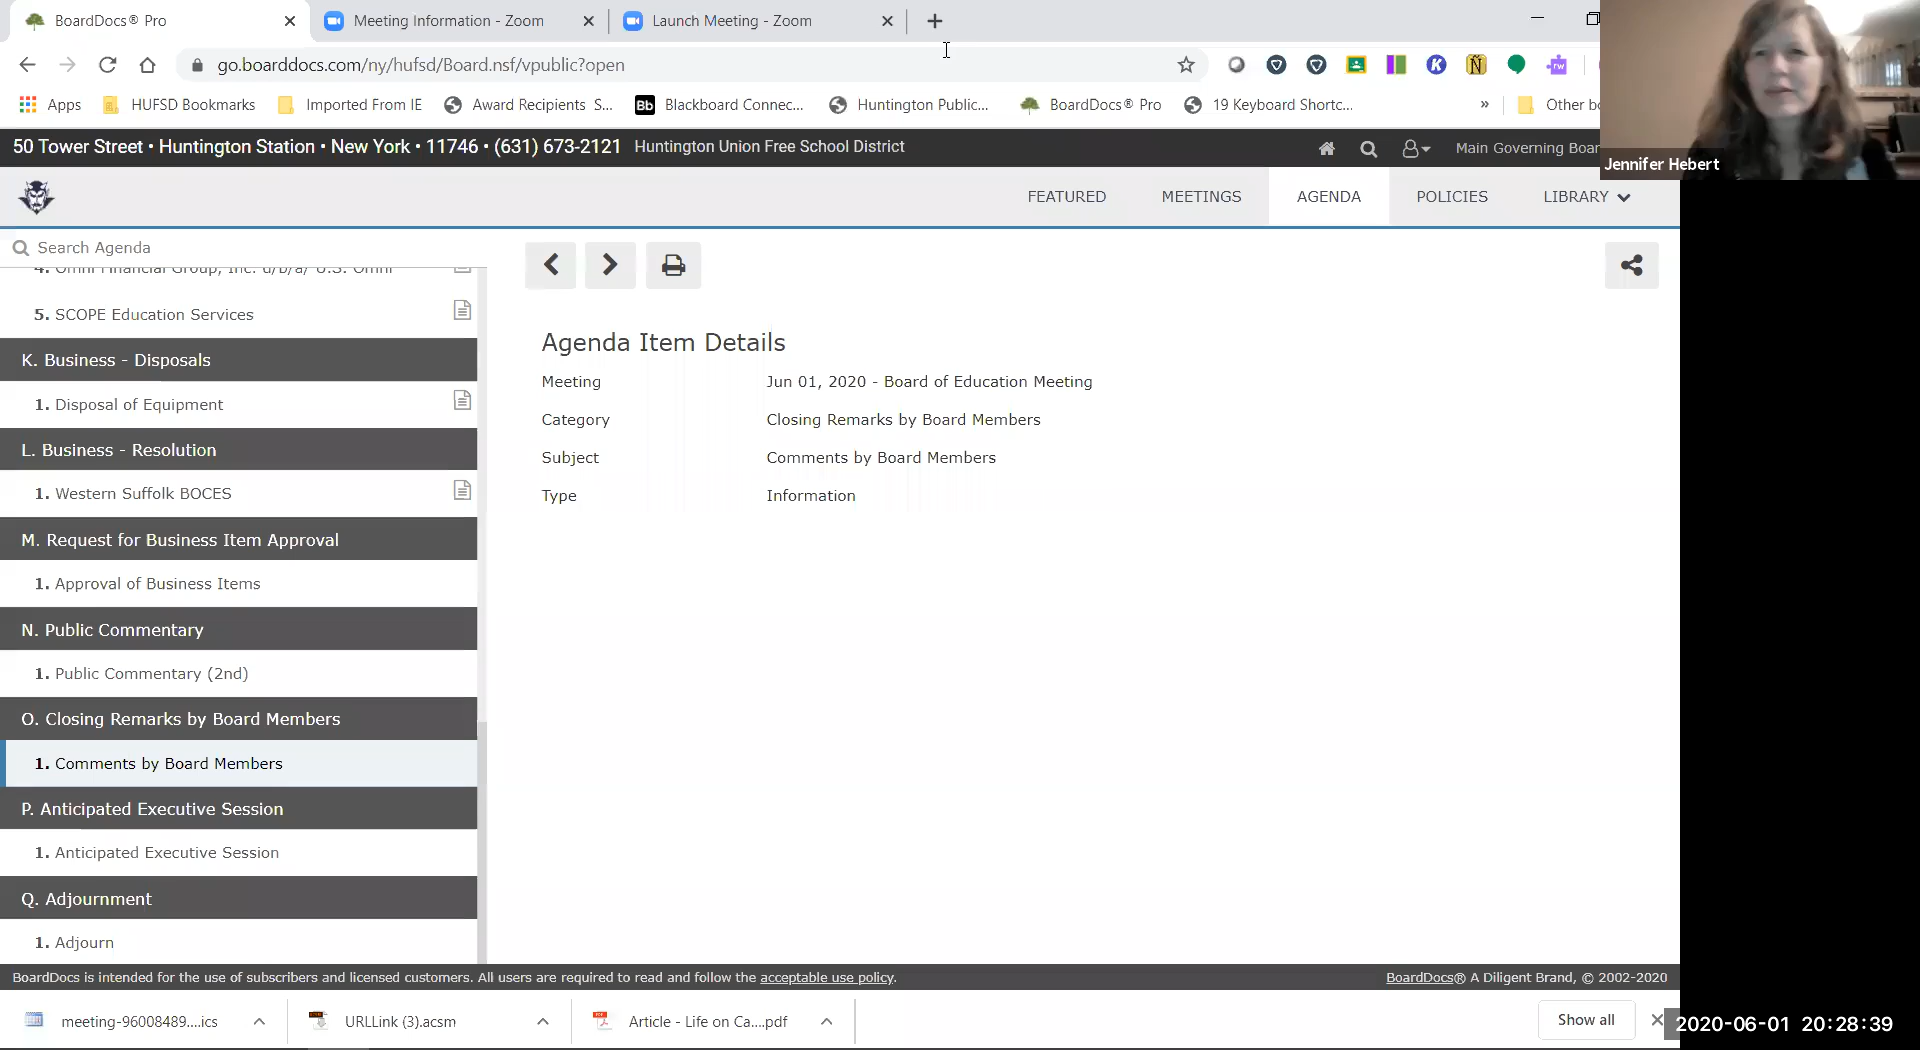 BoardDocs® Pro
Meeting Information - Zoom
Launch Meeting - Zoom
go.boarddocs.com/ny/hufsd/Board.nsf/vpublic?open
Apps
HUFSD Bookmarks
Imported From IE
Award Recipients S...
Bb
Blackboard Connec...
Huntington Public...
BoardDocs® Pro
19 Keyboard Shortc...
»
Other bo
50 Tower Street • Huntington Station • New York • 11746 • (631) 673-2121 Huntington Union Free School District
Main Governing Boar
Jennifer Hebert
FEATURED
MEETINGS
AGENDA
POLICIES
LIBRARY
Search Agenda
4. Omni Financial Group, Inc. d/b/a/ U.S. Omni
5. SCOPE Education Services
K. Business - Disposals
1. Disposal of Equipment
L. Business - Resolution
1. Western Suffolk BOCES
M. Request for Business Item Approval
1. Approval of Business Items
N. Public Commentary
1. Public Commentary (2nd)
O. Closing Remarks by Board Members
1. Comments by Board Members
P. Anticipated Executive Session
1. Anticipated Executive Session
Q. Adjournment
1. Adjourn
Agenda Item Details
Meeting Jun 01, 2020 - Board of Education Meeting
Category Closing Remarks by Board Members
Subject Comments by Board Members
Type Information
BoardDocs is intended for the use of subscribers and licensed customers. All users are required to read and follow the acceptable use policy.
BoardDocs® A Diligent Brand, © 2002-2020
meeting-96008489....ics
URLLink (3).acsm
Article - Life on Ca....pdf
Show all
2020-06-01 20:28:39